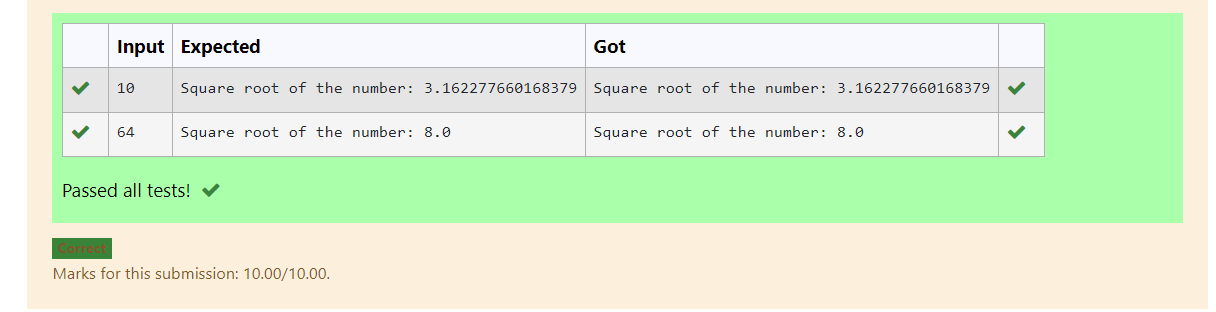 Input Expected Got
10 Square root of the number: 3.162277660168379 Square root of the number: 3.162277660168379
64 Square root of the number: 8.0 Square root of the number: 8.0
Passed all tests!
Correct
Marks for this submission: 10.00/10.00.